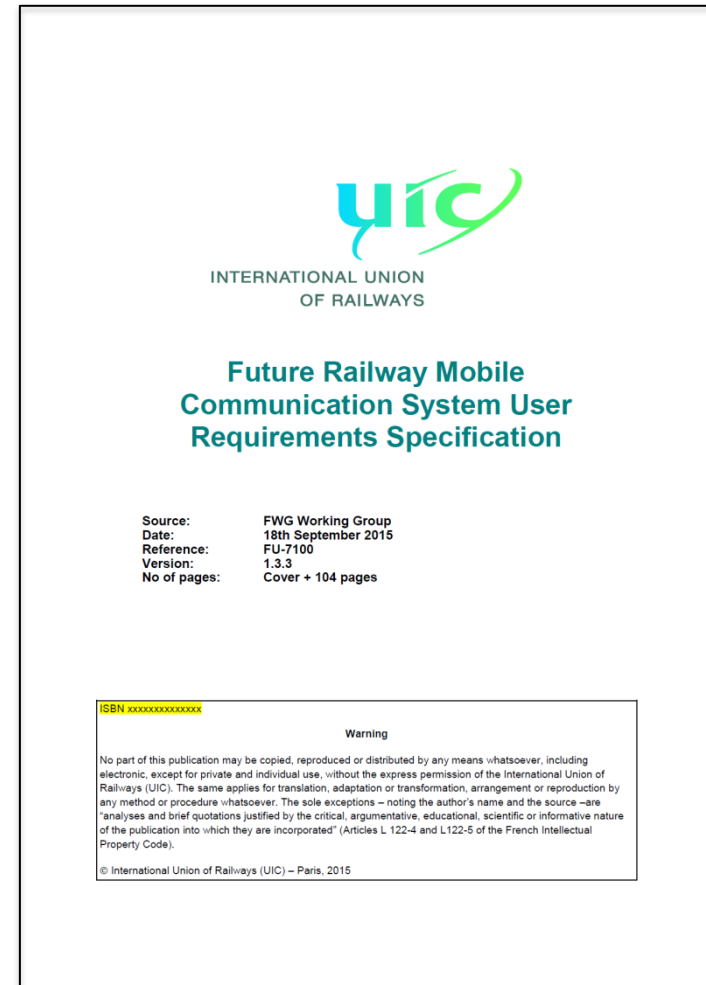 uic
INTERNATIONAL UNION
OF RAILWAYS
Future Railway Mobile
Communication System User
Requirements Specification
Source: FWG Working Group
Date: 18th September 2015
Reference: FU-7100
Version: 1.3.3
No of pages: Cover + 104 pages
ISBN xxxxxxxxxxxxxx
Warning
No part of this publication may be copied, reproduced or distributed by any means whatsoever, including
electronic, except for private and individual use, without the express permission of the International Union of
Railways (UIC). The same applies for translation, adaptation or transformation, arrangement or reproduction by
any method or procedure whatsoever. The sole exceptions – noting the author's name and the source –are
"analyses and brief quotations justified by the critical, argumentative, educational, scientific or informative nature
of the publication into which they are incorporated" (Articles L 122-4 and L122-5 of the French Intellectual
Property Code).
© International Union of Railways (UIC) – Paris, 2015